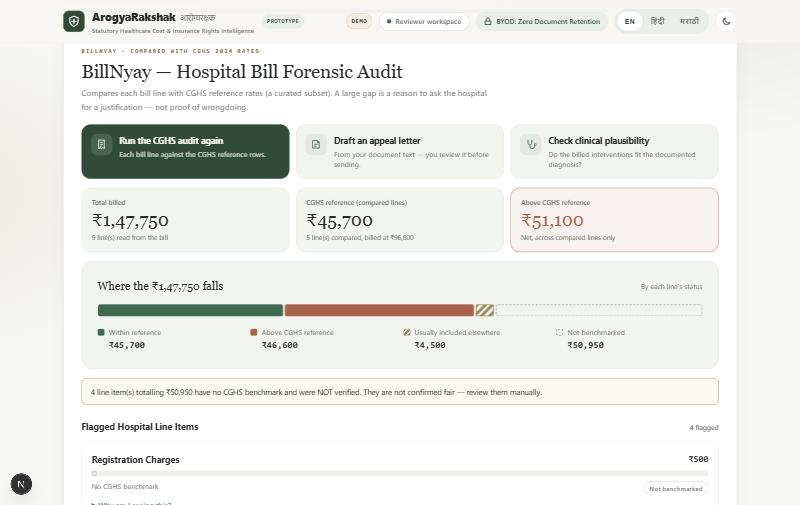 ArogyaRakshak आरोग्यरक्षक
Statutory Healthcare Cost & Insurance Rights Intelligence
PROTOTYPE
DEMO
Reviewer workspace
BYOD: Zero Document Retention
EN
हिंदी
मराठी
BILLNYAY - COMPARED WITH CGHS 2024 RATES
BillNyay — Hospital Bill Forensic Audit
Compares each bill line with CGHS reference rates (a curated subset). A large gap is a reason to ask the hospital
for a justification — not proof of wrongdoing.
Run the CGHS audit again
Each bill line against the CGHS reference rows.
Draft an appeal letter
From your document text — you review it before
sending.
Check clinical plausibility
Do the billed interventions fit the documented
diagnosis?
Total billed
₹1,47,750
9 line(s) read from the bill
CGHS reference (compared lines)
₹45,700
5 line(s) compared, billed at ₹96,800
Above CGHS reference
₹51,100
Net, across compared lines only
Where the ₹1,47,750 falls
By each line's status
Within reference
₹45,700
Above CGHS reference
₹46,600
Usually included elsewhere
₹4,500
Not benchmarked
₹50,950
4 line item(s) totalling ₹50,950 have no CGHS benchmark and were NOT verified. They are not confirmed fair — review them manually.
Flagged Hospital Line Items
4 flagged
Registration Charges
₹500
No CGHS benchmark
Not benchmarked
Why am I seeing this?
N